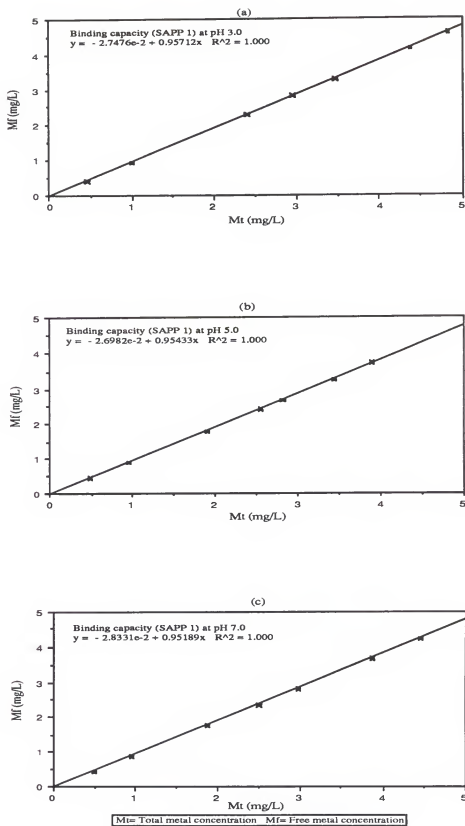 (a)
Binding capacity (SAPP 1) at pH 3.0
y = - 2.7476e-2 + 0.95712x R^2 = 1.000
5
4
3
2
1
0
Mf (mg/L)
0 1 2 3 4 5
Mt (mg/L)
(b)
Binding capacity (SAPP 1) at pH 5.0
y = - 2.6982e-2 + 0.95433x R^2 = 1.000
5
4
3
2
1
0
Mf (mg/L)
0 1 2 3 4 5
Mt (mg/L)
(c)
Binding capacity (SAPP 1) at pH 7.0
y = - 2.8331e-2 + 0.95189x R^2 = 1.000
5
4
3
2
1
0
Mf (mg/L)
0 1 2 3 4 5
Mt (mg/L)
Mt= Total metal concentration Mf= Free metal concentration